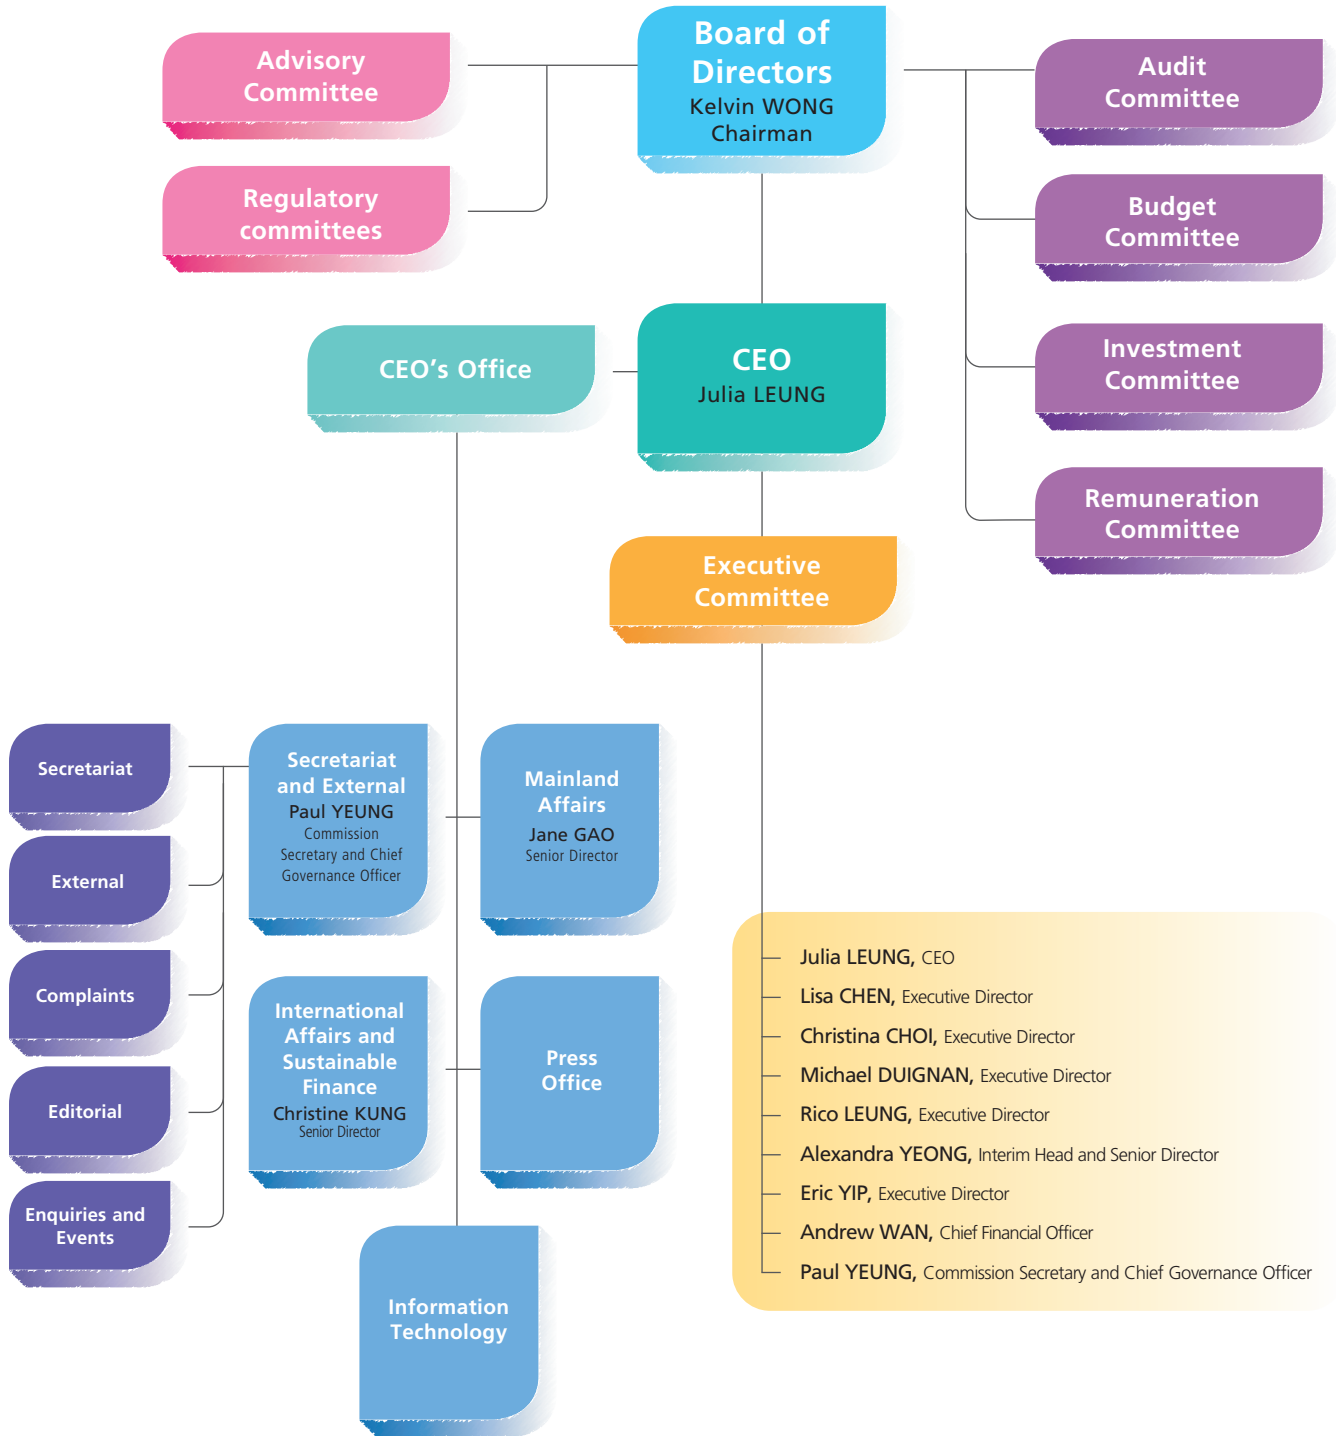 Board of
Directors
Kelvin WONG
Chairman
Advisory
Committee
Regulatory
committees
Audit
Committee
Budget
Committee
Investment
Committee
Remuneration
Committee
CEO's Office
CEO
Julia LEUNG
Executive
Committee
Secretariat
External
Complaints
Editorial
Enquiries and
Events
Secretariat
and External
Paul YEUNG
Commission
Secretary and Chief
Governance Officer
Mainland
Affairs
Jane GAO
Senior Director
International
Affairs and
Sustainable
Finance
Christine KUNG
Senior Director
Press
Office
Information
Technology
Julia LEUNG, CEO
Lisa CHEN, Executive Director
Christina CHOI, Executive Director
Michael DUIGNAN, Executive Director
Rico LEUNG, Executive Director
Alexandra YEONG, Interim Head and Senior Director
Eric YIP, Executive Director
Andrew WAN, Chief Financial Officer
Paul YEUNG, Commission Secretary and Chief Governance Officer